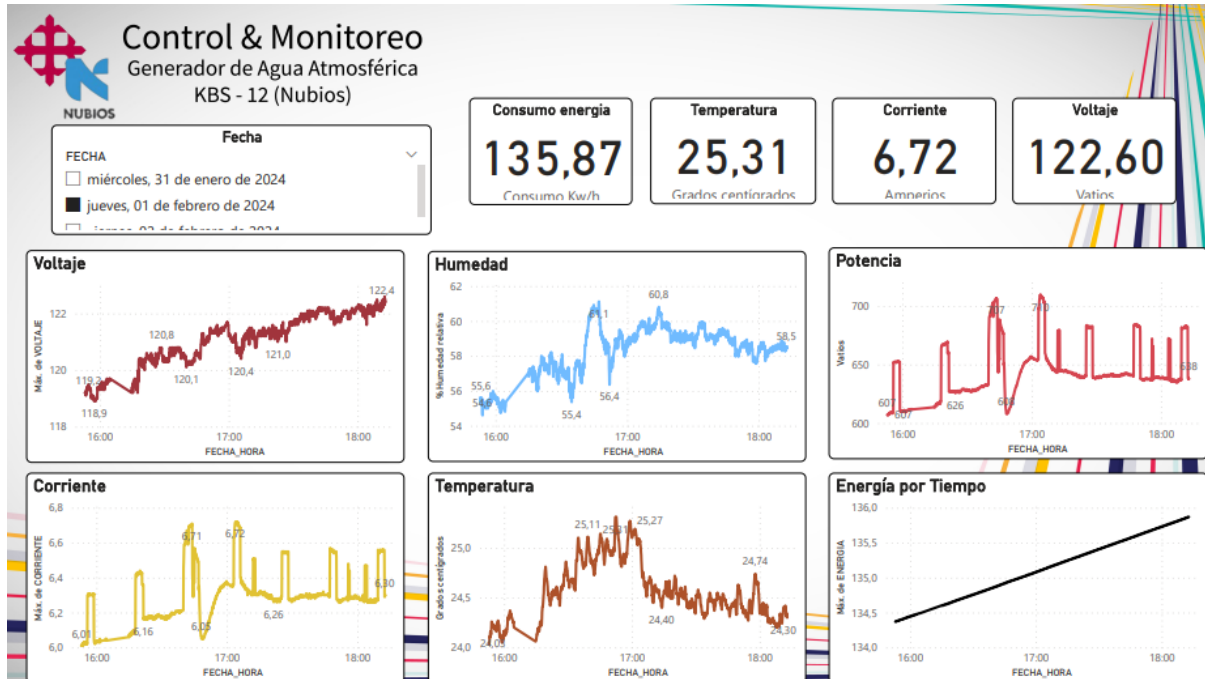 Control & Monitoreo
Generador de Agua Atmosférica
KBS - 12 (Nubios)
NUBIOS
Fecha
FECHA
miércoles, 31 de enero de 2024
jueves, 01 de febrero de 2024
Consumo energia
135,87
Consumo Kw/h
Temperatura
25,31
Grados centígrados
Corriente
6,72
Amperios
Voltaje
122,60
Vatios
Voltaje
Máx. de VOLTAJE
122
120
118
119,2
118,9
120,8
120,1
120,4
121,0
122,4
16:00 17:00 18:00
FECHA_HORA
Humedad
% Humedad relativa
62
60
58
56
54
55,6
54,6
55,4
61,1
56,4
60,8
58,5
16:00 17:00 18:00
FECHA_HORA
Potencia
Vatios
700
650
600
607
607
626
707
608
710
638
16:00 17:00 18:00
FECHA_HORA
Corriente
Máx. de CORRIENTE
6,8
6,6
6,4
6,2
6,0
6,01
6,16
6,71
6,05
6,72
6,26
6,30
16:00 17:00 18:00
FECHA_HORA
Temperatura
Grados centígrados
25,0
24,5
24,0
24,05
25,11
25,31
25,27
24,40
24,74
24,30
16:00 17:00 18:00
FECHA_HORA
Energía por Tiempo
Máx. de ENERGIA
136,0
135,5
135,0
134,5
134,0
16:00 17:00 18:00
FECHA_HORA